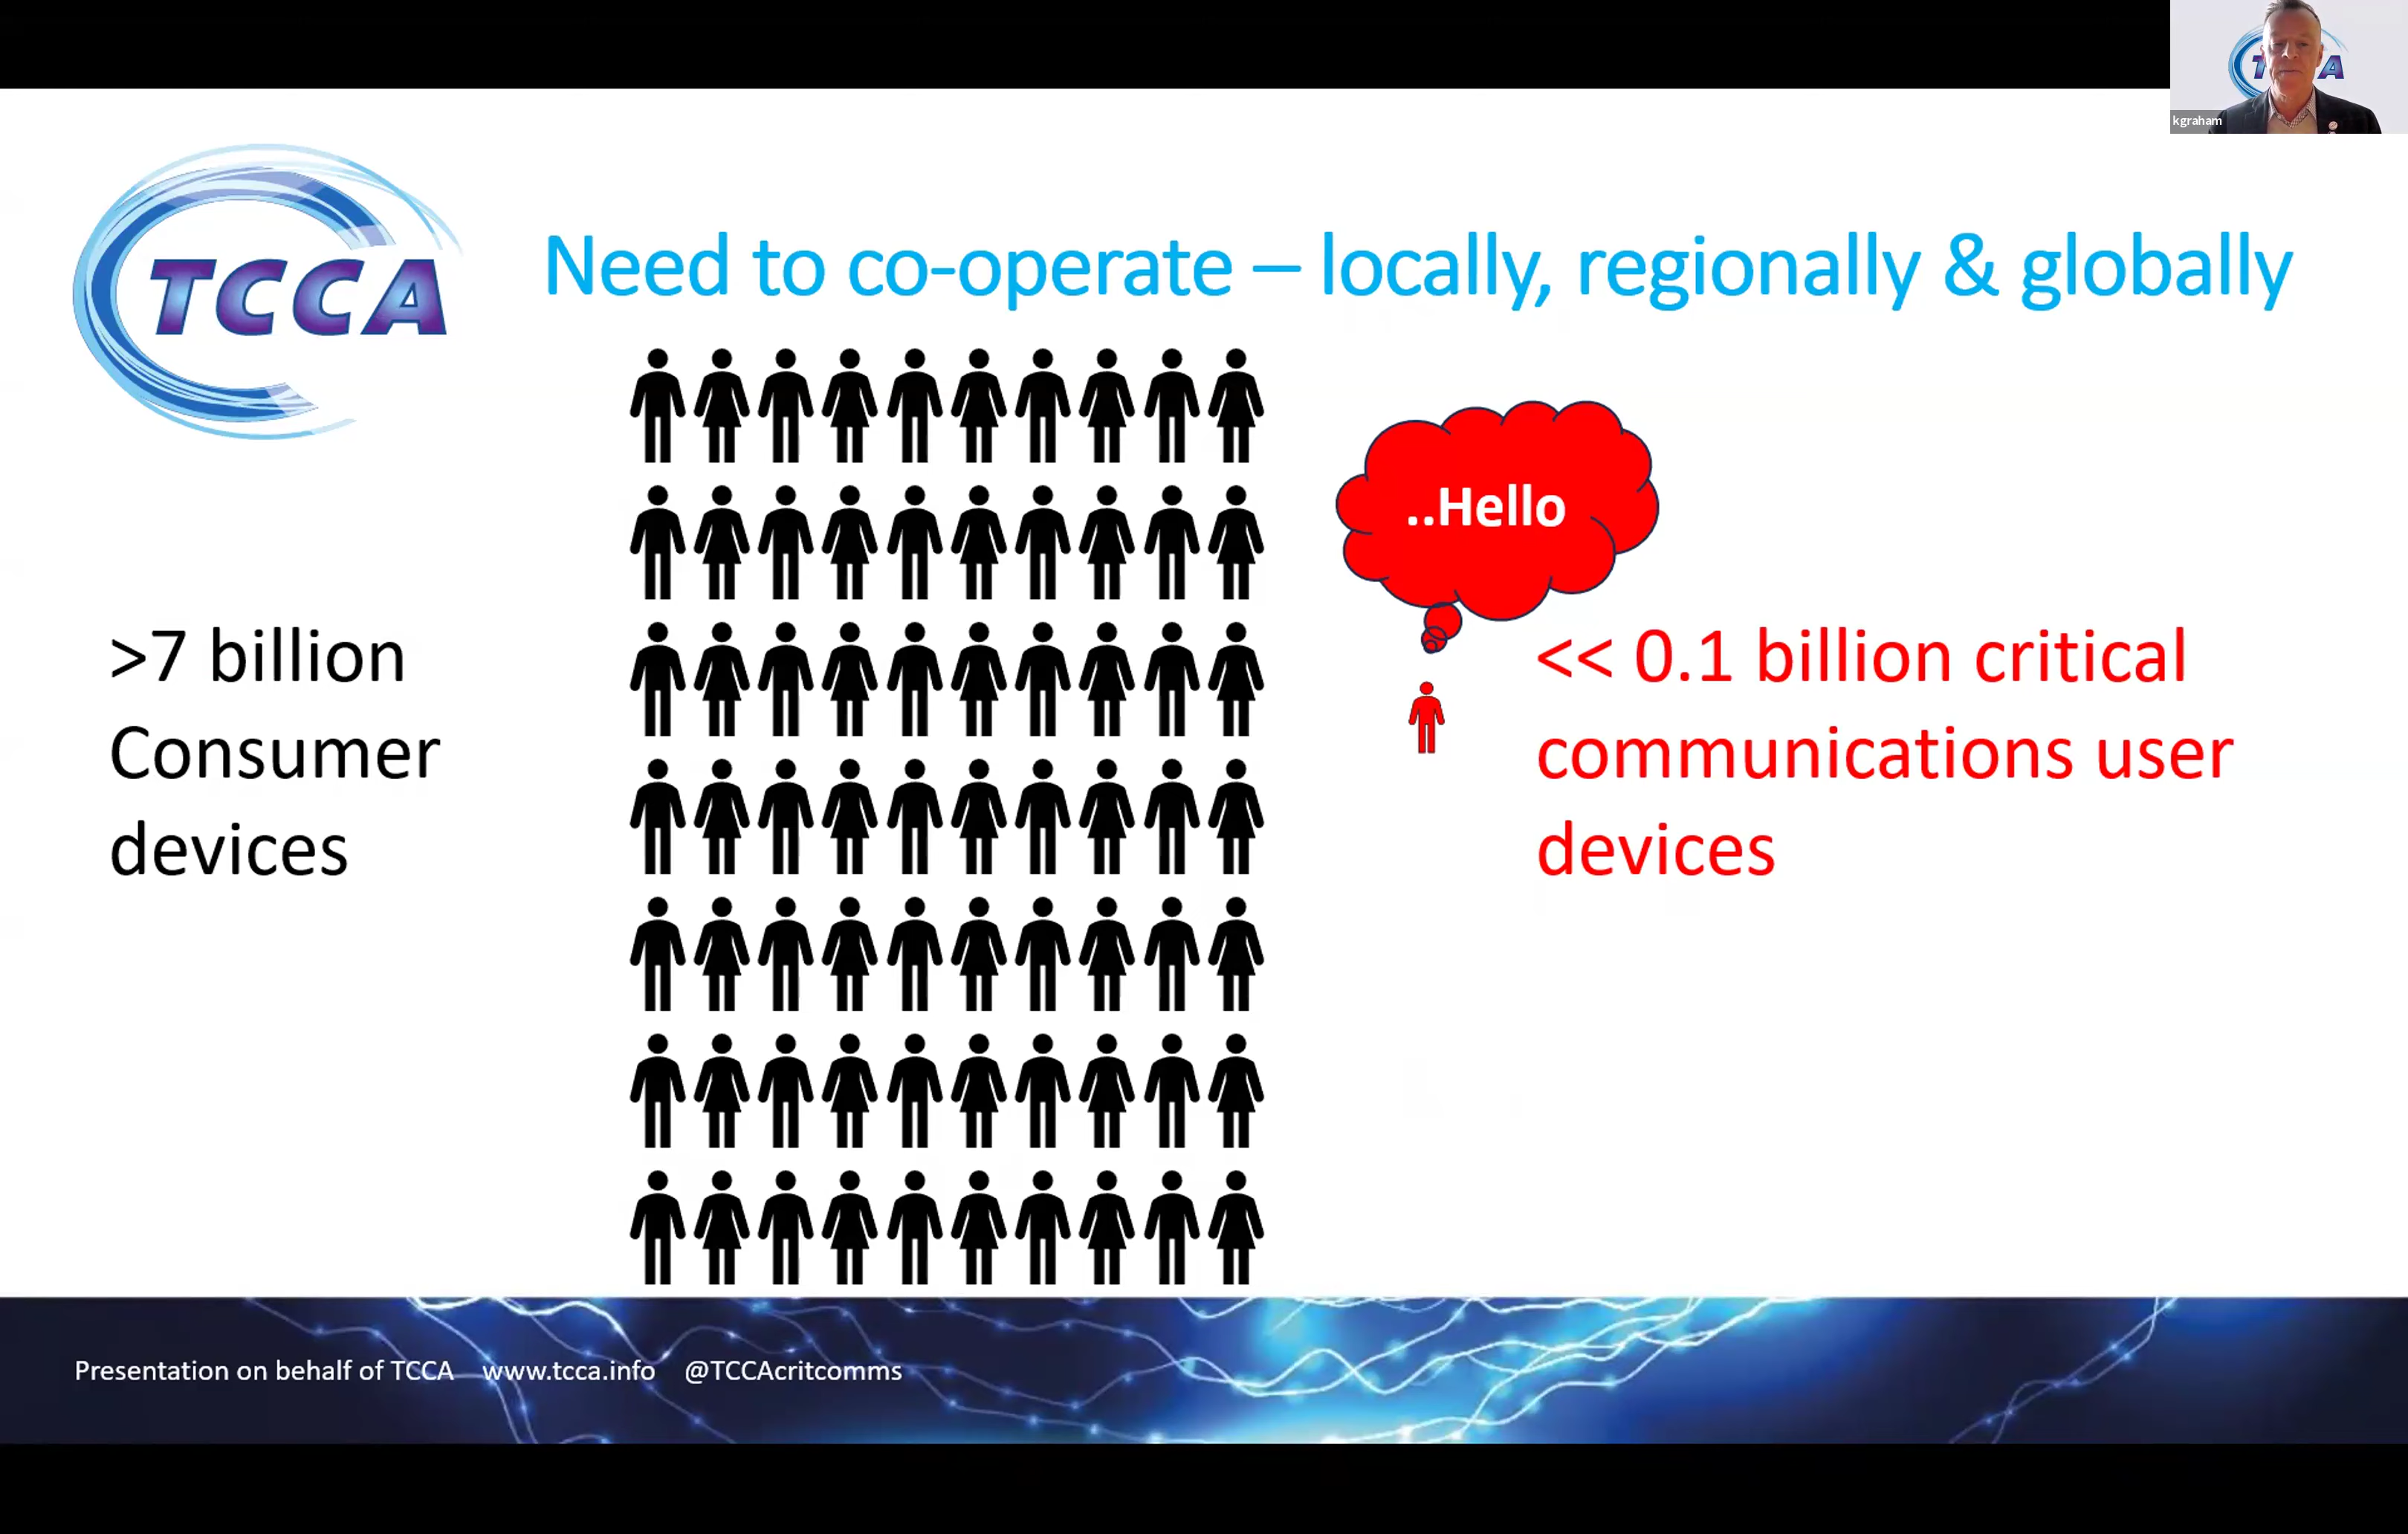 TCCA
kgraham
TCCA
Need to co-operate – locally, regionally & globally
..Hello
>7 billion
Consumer
devices
<< 0.1 billion critical
communications user
devices
Presentation on behalf of TCCA www.tcca.info @TCCAcritcomms